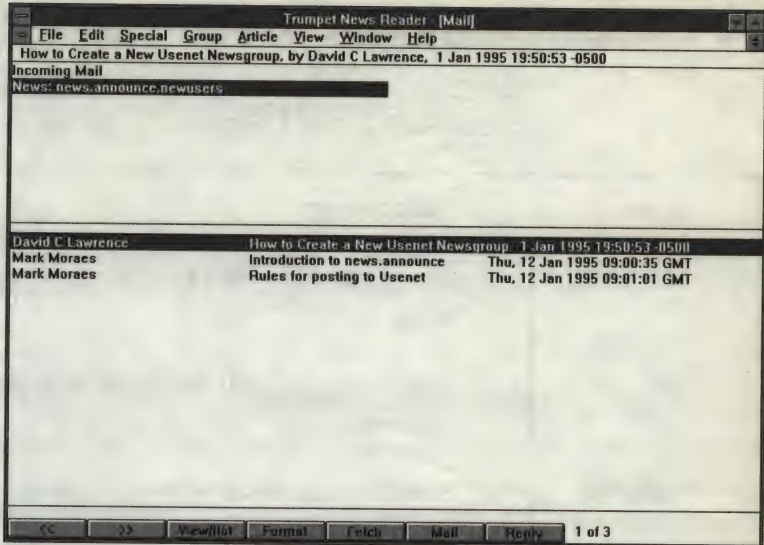 Trumpet News Reader - [Mail]
File Edit Special Group Article View Window Help
How to Create a New Usenet Newsgroup, by David C Lawrence, 1 Jan 1995 19:50:53 -0500
Incoming Mail
News: news.announce.newusers
David C Lawrence How to Create a New Usenet Newsgroup 1 Jan 1995 19:50:53 -0500
Mark Moraes Introduction to news.announce Thu, 12 Jan 1995 09:00:35 GMT
Mark Moraes Rules for posting to Usenet Thu, 12 Jan 1995 09:01:01 GMT
<< >> View/list Format Fetch Mail Reply 1 of 3